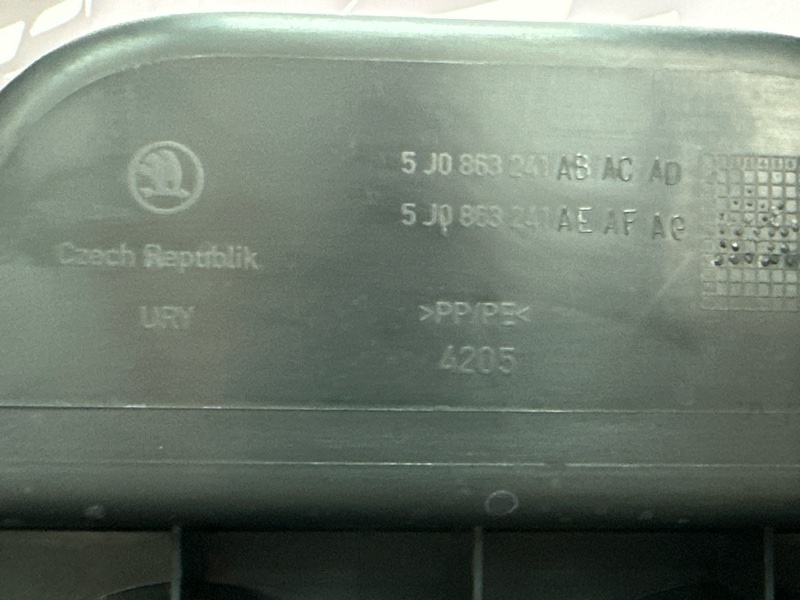 5 J0 863 241 AB AC AD
5 J0 863 241 AE AF AG
Czech Republik
URY
>PP/PE<
4205